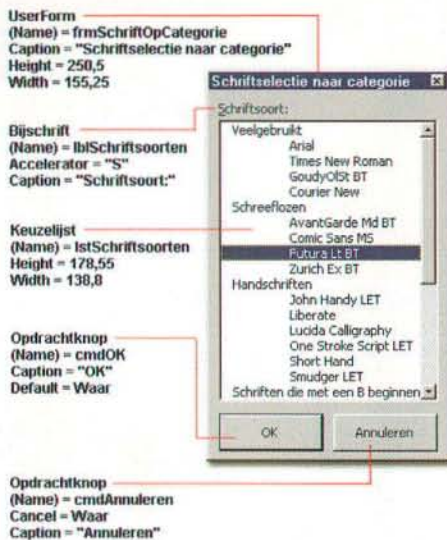 UserForm
(Name) = frmSchriftOpCategorie
Caption = "Schriftselectie naar categorie"
Height = 250,5
Width = 155,25
Bijschrift
(Name) = lblSchriftsoorten
Accelerator = "S"
Caption = "Schriftsoort:"
Keuzelijst
(Name) = lstSchriftsoorten
Height = 178,55
Width = 138,8
Opdrachtknop
(Name) = cmdOK
Caption = "OK"
Default = Waar
Opdrachtknop
(Name) = cmdAnnuleren
Cancel = Waar
Caption = "Annuleren"
Schriftselectie naar categorie
Schriftsoort:
Veelgebruikt
Arial
Times New Roman
GoudyOlSt BT
Courier New
Schreeflozen
AvantGarde Md BT
Comic Sans MS
Futura Lt BT
Zurich Ex BT
Handschriften
John Handy LET
Liberate
Lucida Calligraphy
One Stroke Script LET
Short Hand
Smudger LET
Schriften die met een B beginnen
OK
Annuleren